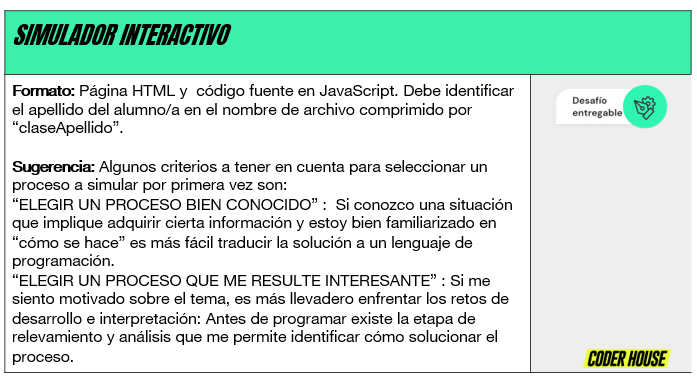 SIMULADOR INTERACTIVO
Formato: Página HTML y código fuente en JavaScript. Debe identificar
el apellido del alumno/a en el nombre de archivo comprimido por
“claseApellido”.
Sugerencia: Algunos criterios a tener en cuenta para seleccionar un
proceso a simular por primera vez son:
“ELEGIR UN PROCESO BIEN CONOCIDO” : Si conozco una situación
que implique adquirir cierta información y estoy bien familiarizado en
“cómo se hace” es más fácil traducir la solución a un lenguaje de
programación.
“ELEGIR UN PROCESO QUE ME RESULTE INTERESANTE” : Si me
siento motivado sobre el tema, es más llevadero enfrentar los retos de
desarrollo e interpretación: Antes de programar existe la etapa de
relevamiento y análisis que me permite identificar cómo solucionar el
proceso.
Desafío
entregable
CODER HOUSE